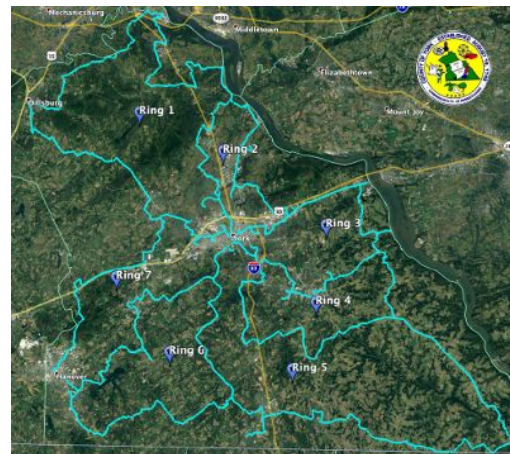 Mechanicsburg
Middletown
Elizabethtown
Dillsburg
Mount Joy
Ring 1
Ring 2
Ring 3
York
83
Ring 7
Ring 4
Ring 6
Ring 5
Hanover